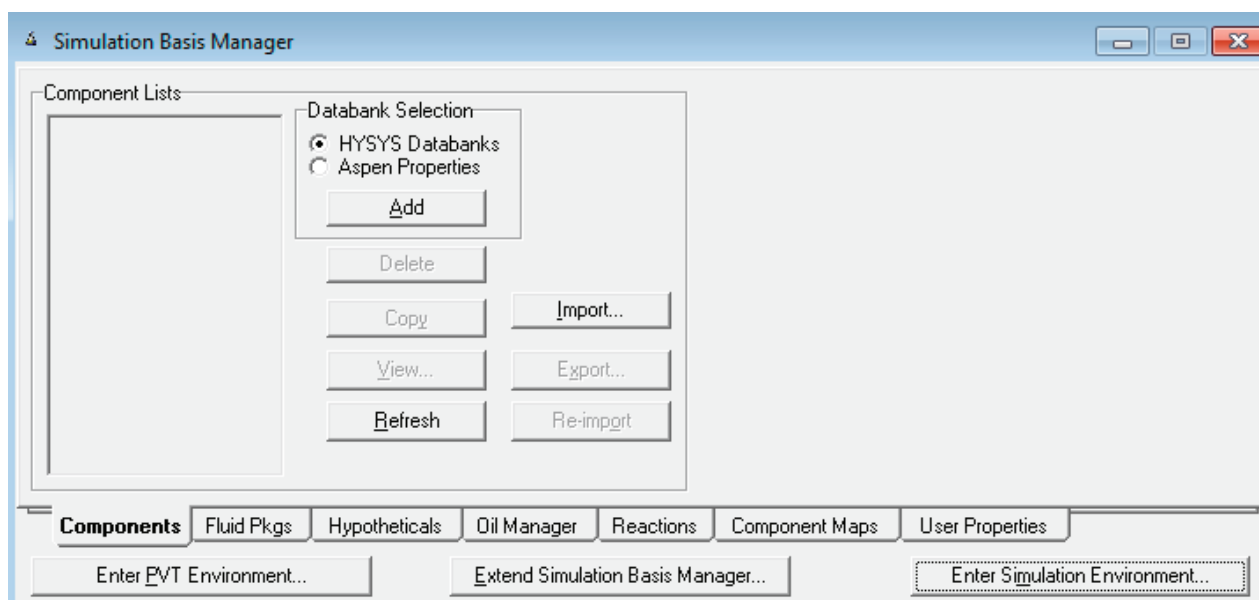 Simulation Basis Manager
Component Lists
Databank Selection
HYSYS Databanks
Aspen Properties
Add
Delete
Copy
Import...
View...
Export...
Refresh
Re-import
Components Fluid Pkgs Hypotheticals Oil Manager Reactions Component Maps User Properties
Enter PVT Environment... Extend Simulation Basis Manager... Enter Simulation Environment...